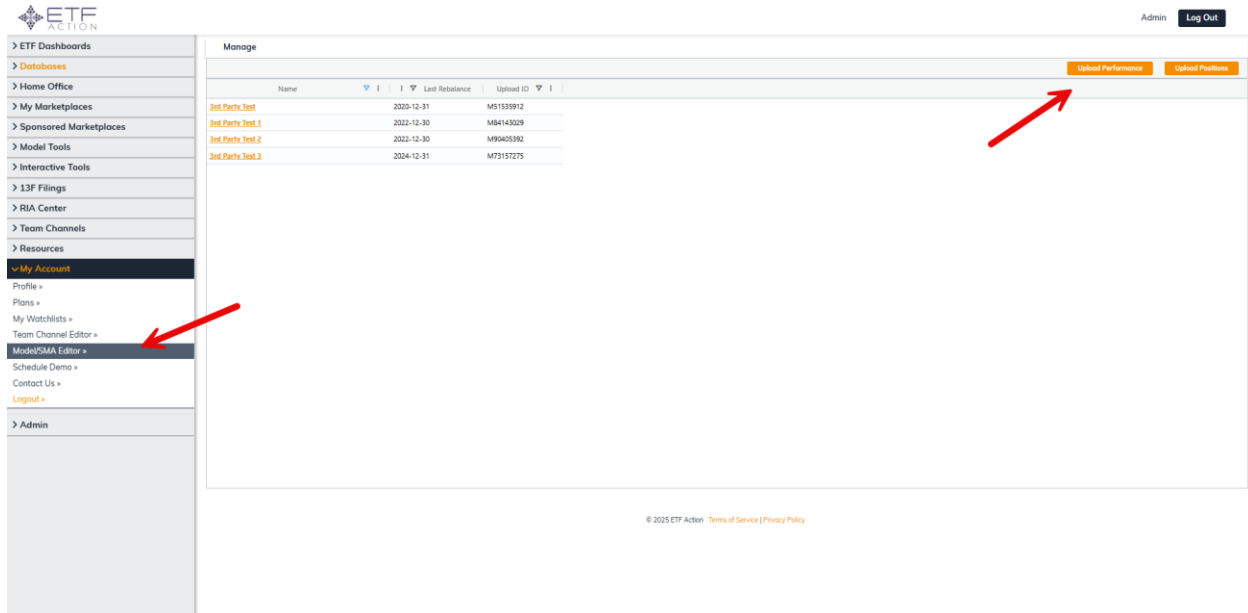 ETF
ACTION
Admin
Log Out
> ETF Dashboards
> Databases
> Home Office
> My Marketplaces
> Sponsored Marketplaces
> Model Tools
> Interactive Tools
> 13F Filings
> RIA Center
> Team Channels
> Resources
My Account
Profile »
Plans »
My Watchlists »
Team Channel Editor »
Model/SMA Editor »
Schedule Demo »
Contact Us »
Logout »
> Admin
Manage
Upload Performance
Upload Positions
Name Last Rebalance Upload ID
3rd Party Test 2020-12-31 M51535912
3rd Party Test 1 2022-12-30 M84143029
3rd Party Test 2 2022-12-30 M90405392
3rd Party Test 3 2024-12-31 M73157275
© 2025 ETF Action Terms of Service | Privacy Policy